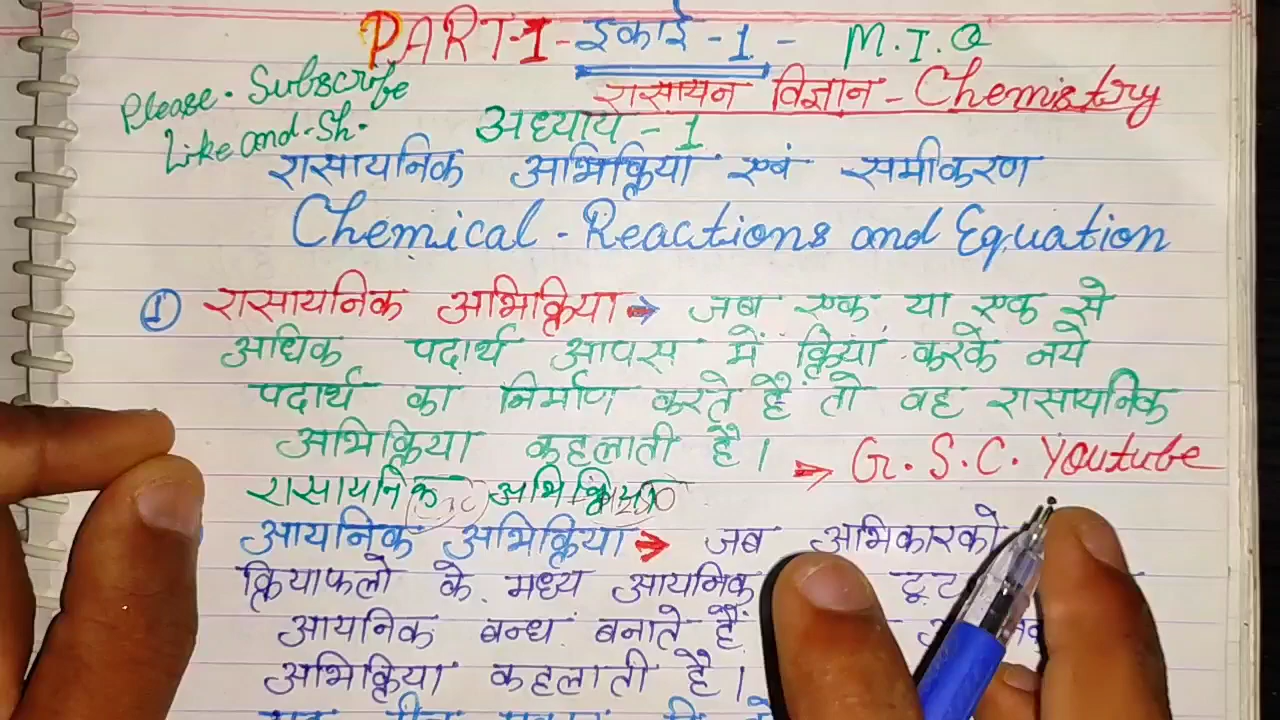 PART-1 - इकाई - 1 - M.I.Q
Please. Subscribe
Like and. Sh.
रासायन विज्ञान - Chemistry
अध्याय - 1
रासायनिक अभिक्रिया एवं समीकरण
Chemical - Reactions and Equation
① रासायनिक अभिक्रिया → जब एक या एक से
अधिक पदार्थ आपस में क्रिया करके नये
पदार्थ का निर्माण करते हैं तो वह रासायनिक
अभिक्रिया कहलाती है।
→ G.S.C. Youtube
रासायनिक अभि
आयनिक अभिक्रिया → जब अभिकारको
क्रियाफलो के मध्य आयनिक टूट
आयनिक बन्ध बनाते हैं
अभिक्रिया कहलाती है।